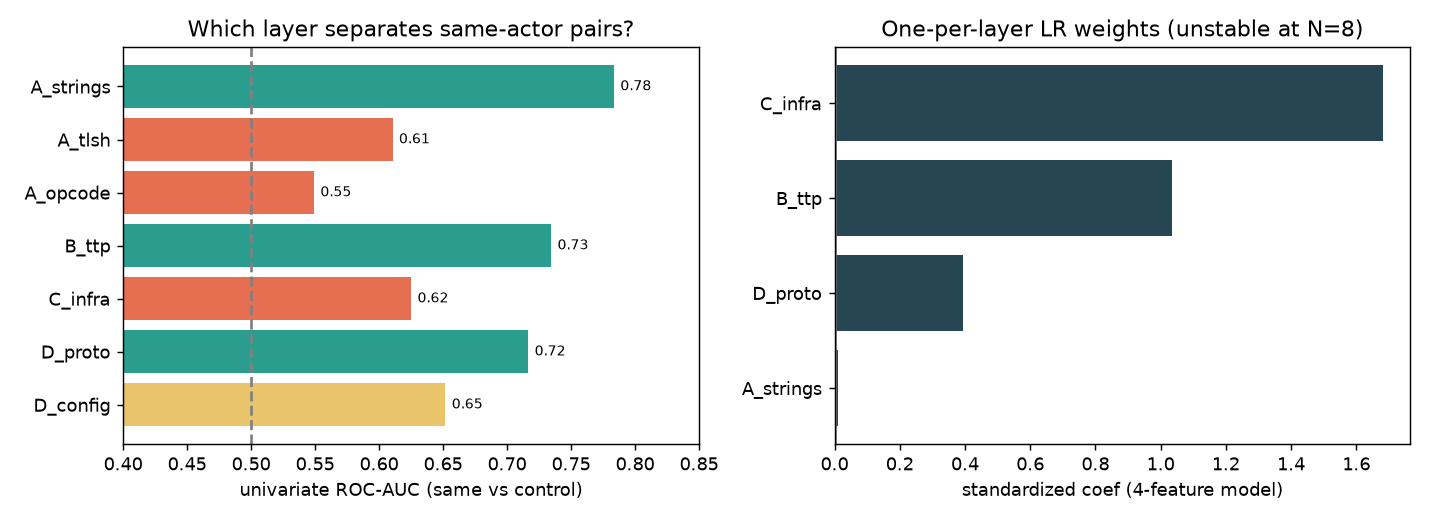 Which layer separates same-actor pairs?
A_strings
0.78
A_tlsh
0.61
A_opcode
0.55
B_ttp
0.73
C_infra
0.62
D_proto
0.72
D_config
0.65
0.40 0.45 0.50 0.55 0.60 0.65 0.70 0.75 0.80 0.85
univariate ROC-AUC (same vs control)
One-per-layer LR weights (unstable at N=8)
C_infra
B_ttp
D_proto
A_strings
0.0 0.2 0.4 0.6 0.8 1.0 1.2 1.4 1.6
standardized coef (4-feature model)